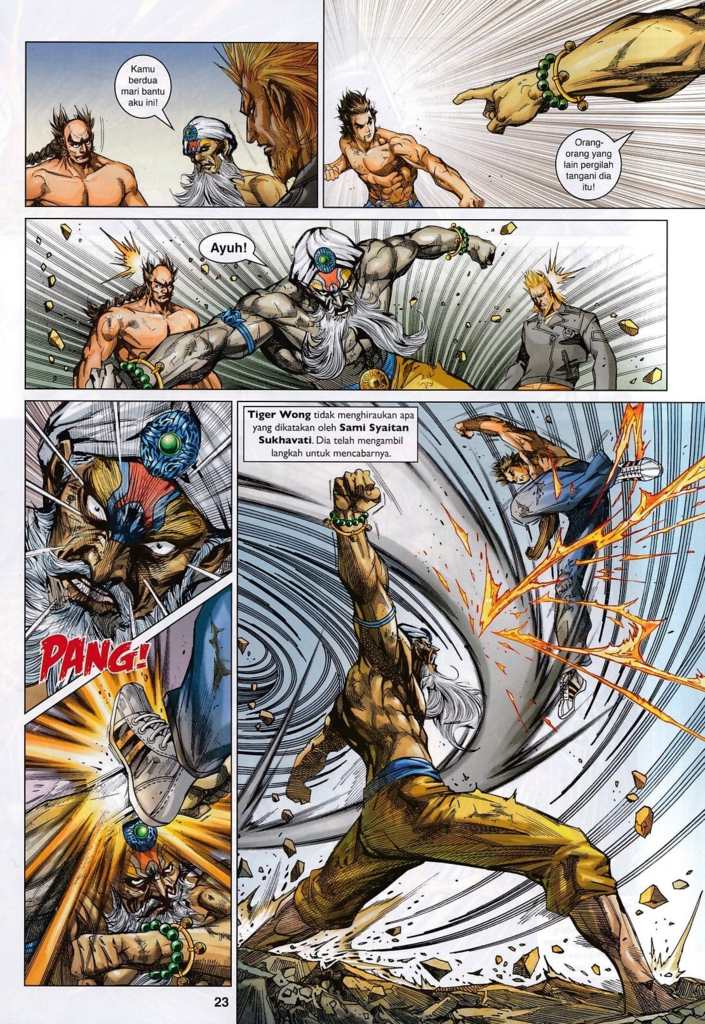 Kamu
berdua
mari bantu
aku ini!
Orang-
orang yang
lain pergilah
tangani dia
itu!
Ayuh!
Tiger Wong tidak menghiraukan apa
yang dikatakan oleh Sami Syaitan
Sukhavati. Dia telah mengambil
langkah untuk mencabarnya.
PANG!
23